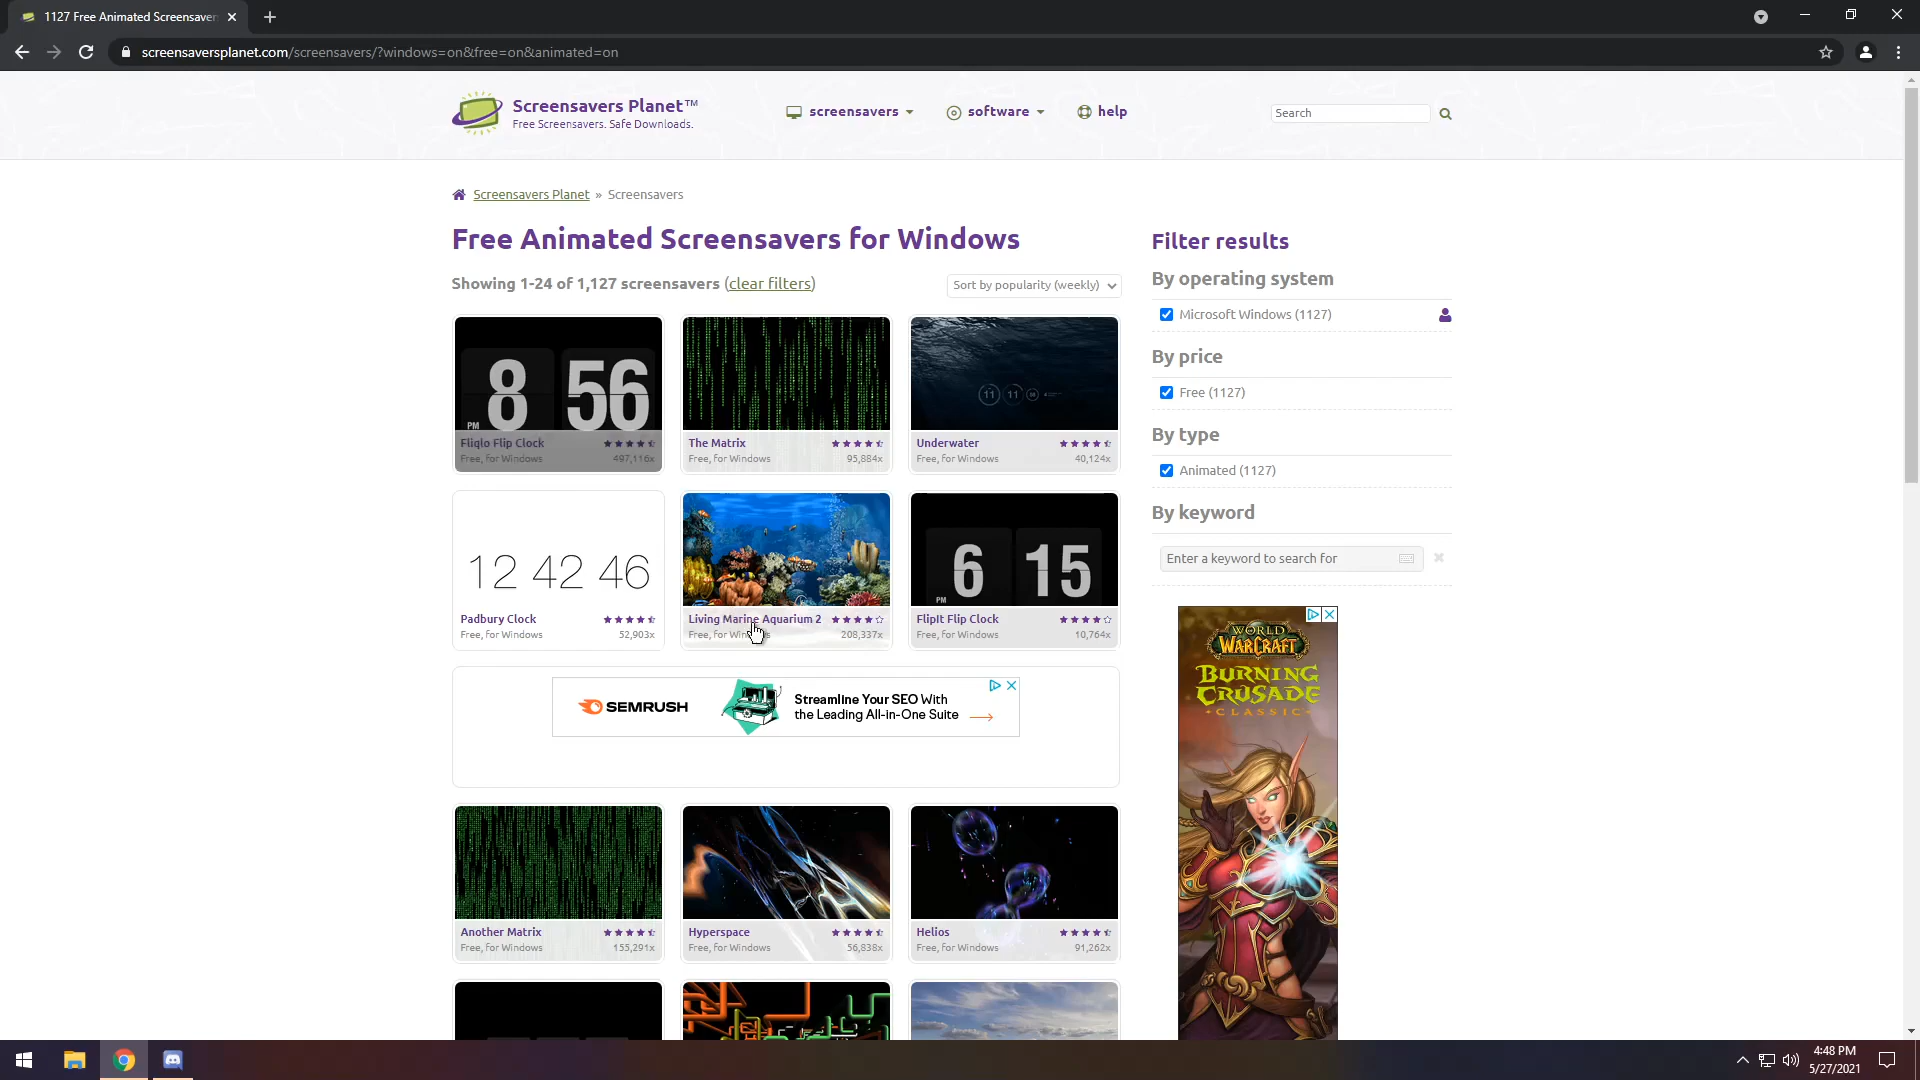 1127 Free Animated Screensaver
screensaversplanet.com/screensavers/?windows=on&free=on&animated=on
Screensavers Planet™
Free Screensavers. Safe Downloads.
screensavers
software
help
Search
Screensavers Planet » Screensavers
Free Animated Screensavers for Windows
Showing 1-24 of 1,127 screensavers (clear filters)
Sort by popularity (weekly)
8 56
PM
Fliqlo Flip Clock
Free, for Windows 497,116x
The Matrix
Free, for Windows 95,884x
11 11
Underwater
Free, for Windows 40,124x
12 42 46
Padbury Clock
Free, for Windows 52,903x
Living Marine Aquarium 2
Free, for Windows 208,337x
6 15
PM
FlipIt Flip Clock
Free, for Windows 10,764x
SEMRUSH
Streamline Your SEO With
the Leading All-in-One Suite
Another Matrix
Free, for Windows 155,291x
Hyperspace
Free, for Windows 56,838x
Helios
Free, for Windows 91,262x
Filter results
By operating system
Microsoft Windows (1127)
By price
Free (1127)
By type
Animated (1127)
By keyword
Enter a keyword to search for
WORLD
WARCRAFT
BURNING
CRUSADE
CLASSIC
4:48 PM
5/27/2021